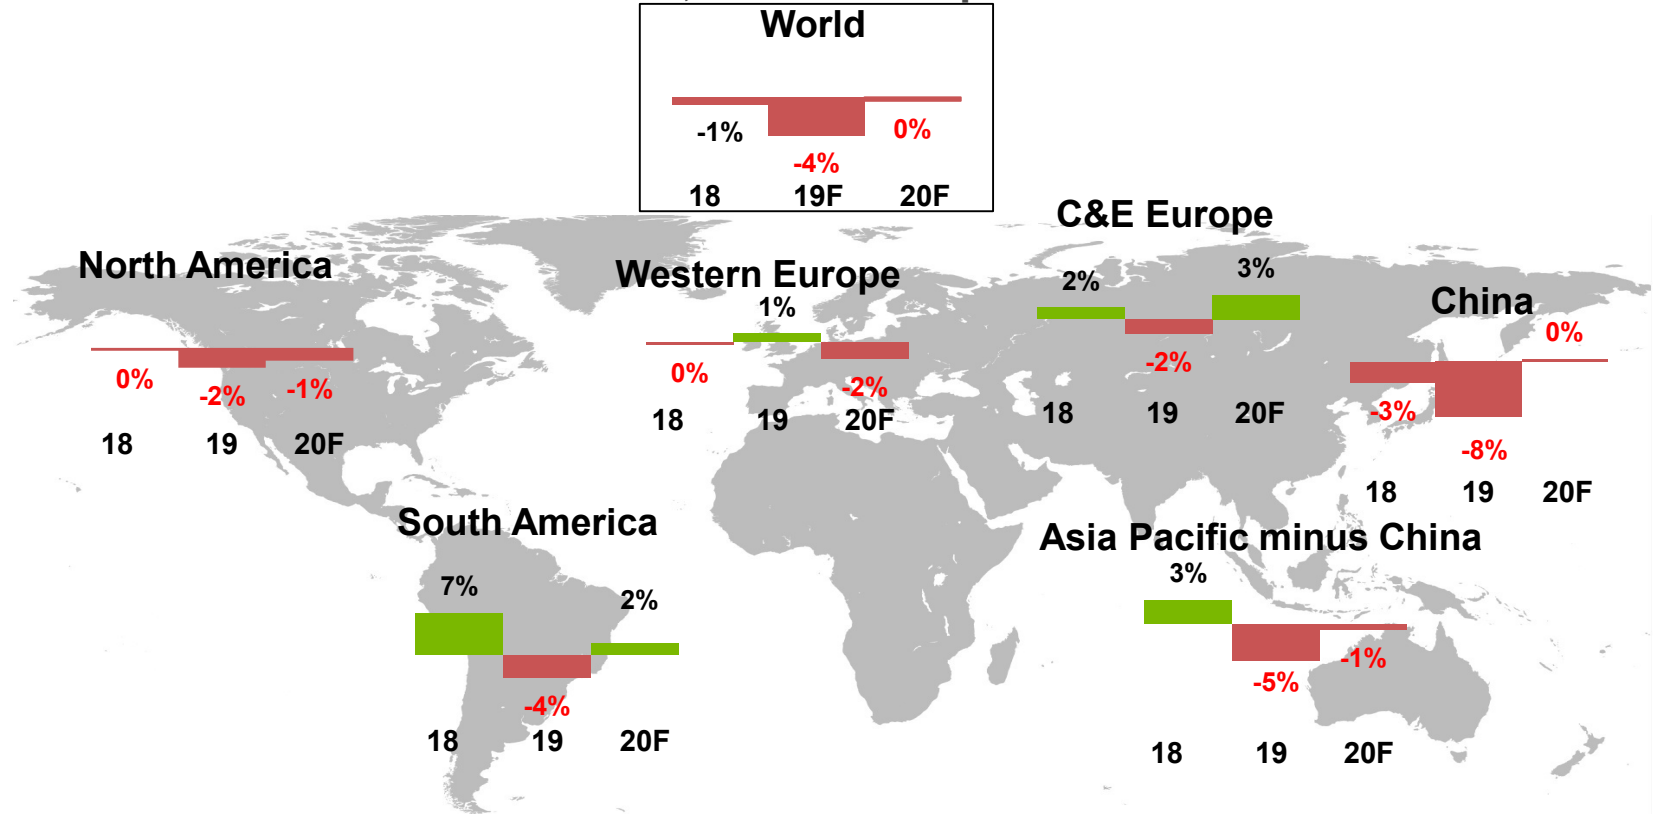 World
-1%
0%
-4%
18 19F 20F
C&E Europe
2%
3%
-2%
18 19 20F
North America
0%
-2%
-1%
18 19 20F
Western Europe
1%
0%
-2%
18 19 20F
China
0%
-3%
-8%
18 19 20F
South America
7%
2%
-4%
18 19 20F
Asia Pacific minus China
3%
-1%
-5%
18 19 20F